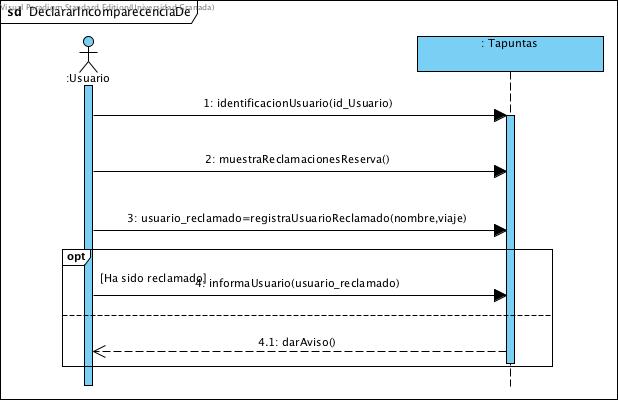 Visual Paradigm Standard Edition(Universidad Granada)
sd DeclararIncomparecenciaDe
: Tapuntas
:Usuario
1: identificacionUsuario(id_Usuario)
2: muestraReclamacionesReserva()
3: usuario_reclamado=registraUsuarioReclamado(nombre,viaje)
opt
[Ha sido reclamado]
4: informaUsuario(usuario_reclamado)
4.1: darAviso()